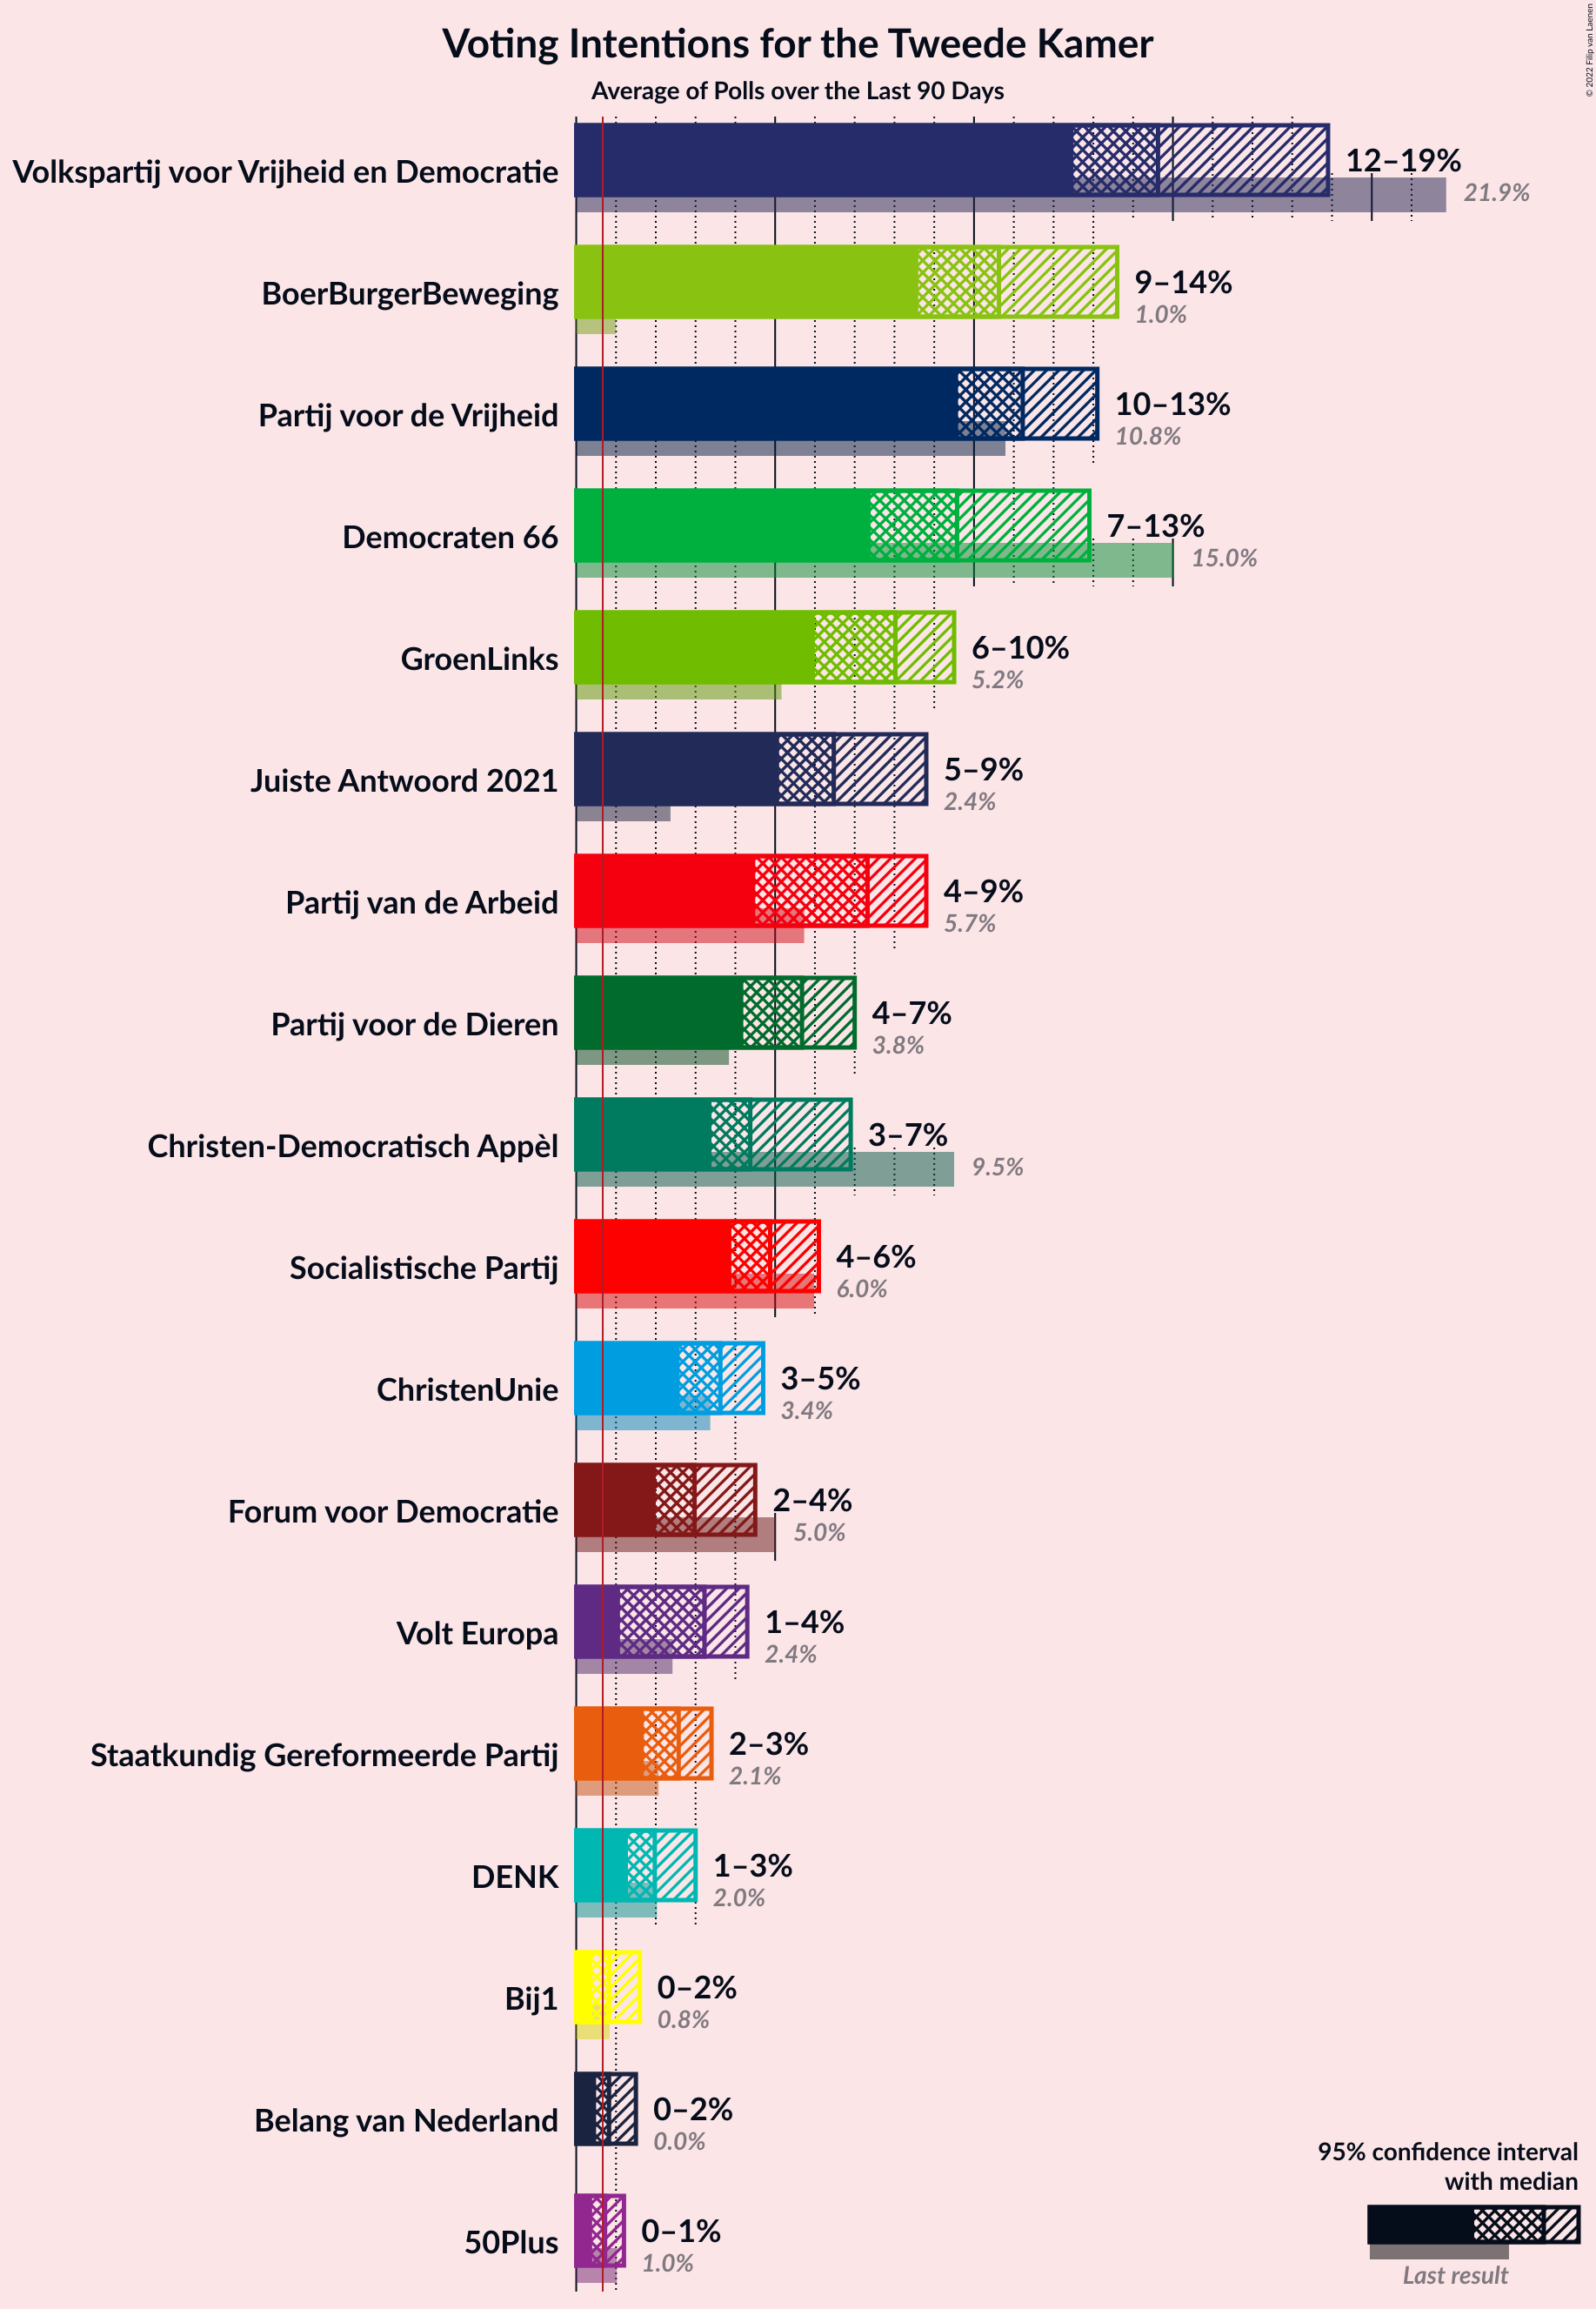 Voting Intentions for the Tweede Kamer
Average of Polls over the Last 90 Days
© 2022 Filip van Laenen
Volkspartij voor Vrijheid en Democratie
12–19%
21.9%
BoerBurgerBeweging
9–14%
1.0%
Partij voor de Vrijheid
10–13%
10.8%
Democraten 66
7–13%
15.0%
GroenLinks
6–10%
5.2%
Juiste Antwoord 2021
5–9%
2.4%
Partij van de Arbeid
4–9%
5.7%
Partij voor de Dieren
4–7%
3.8%
Christen-Democratisch Appèl
3–7%
9.5%
Socialistische Partij
4–6%
6.0%
ChristenUnie
3–5%
3.4%
Forum voor Democratie
2–4%
5.0%
Volt Europa
1–4%
2.4%
Staatkundig Gereformeerde Partij
2–3%
2.1%
DENK
1–3%
2.0%
Bij1
0–2%
0.8%
Belang van Nederland
0–2%
0.0%
50Plus
0–1%
1.0%
95% confidence interval
with median
Last result